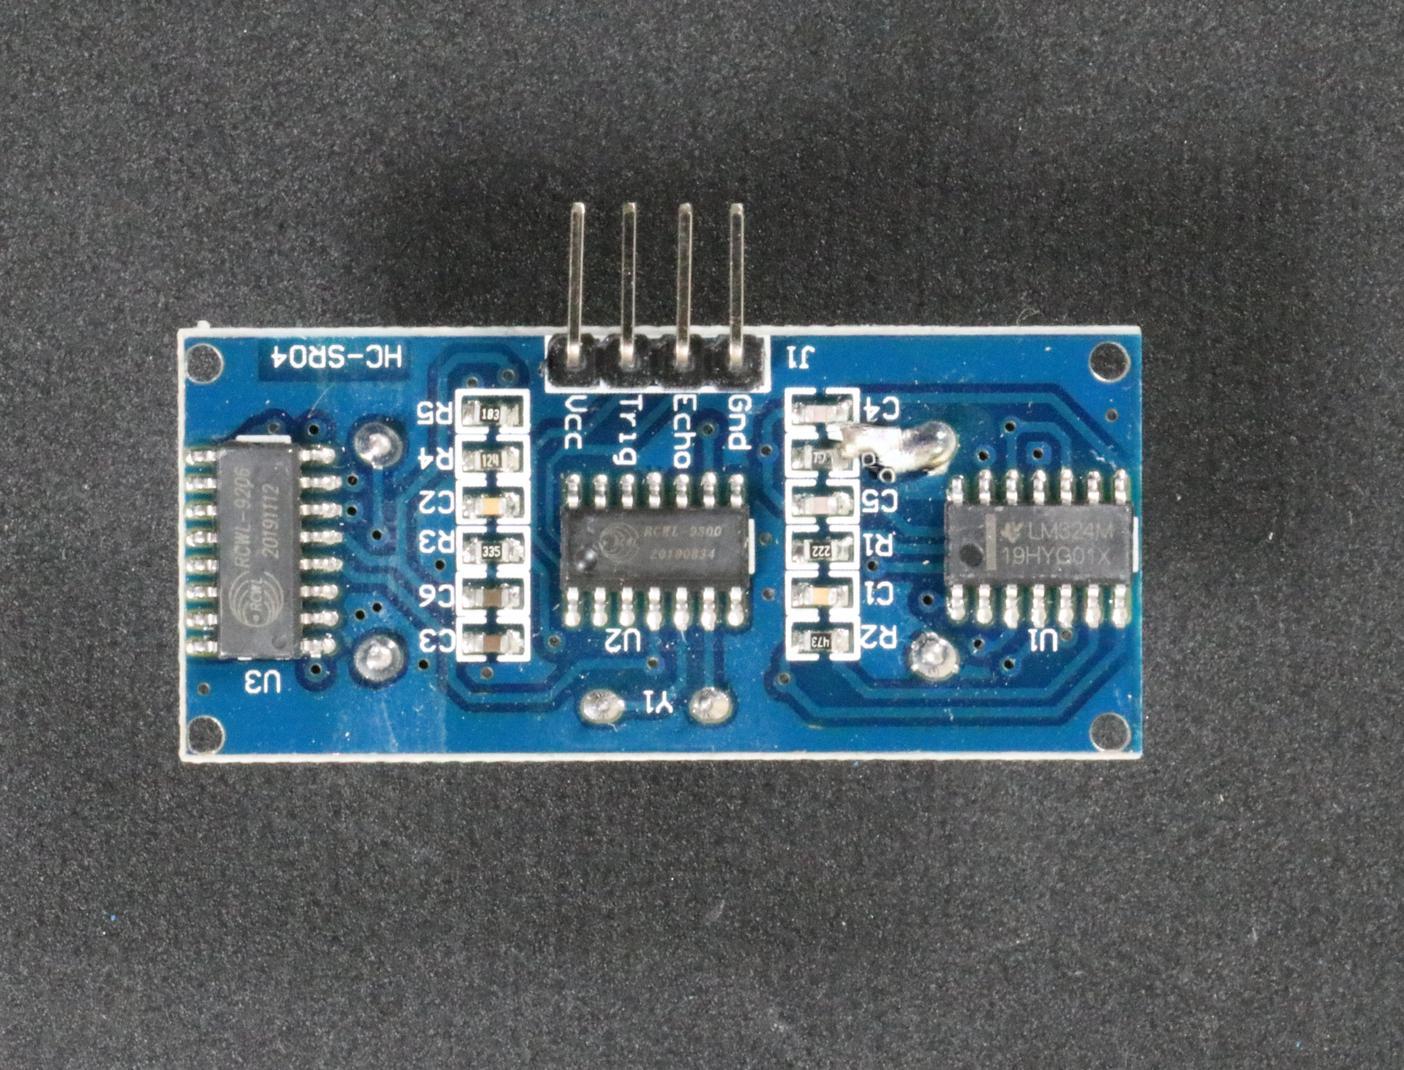 HC-SR04
J1
Vcc
Trig
Echo
Gnd
R5
183
R4
124
C2
R3
335
C6
C3
C4
C5
R1
222
C1
R2
473
RCWL-9206
20191112
RCWL
U3
RCWL-9300
20190834
U2
Y1
LM324M
19HYG01X
U1